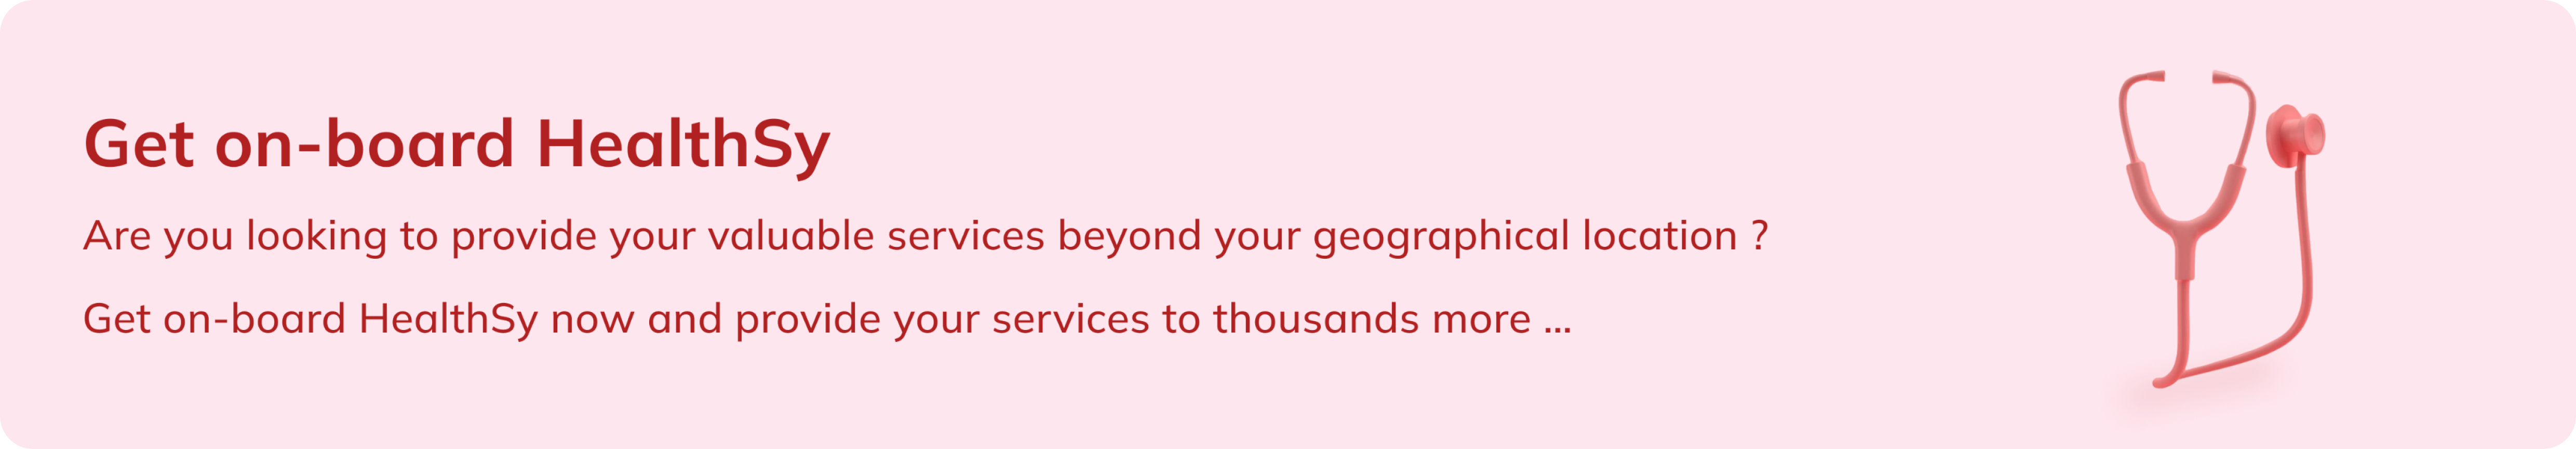 Get on-board HealthSy
Are you looking to provide your valuable services beyond your geographical location ?
Get on-board HealthSy now and provide your services to thousands more ...